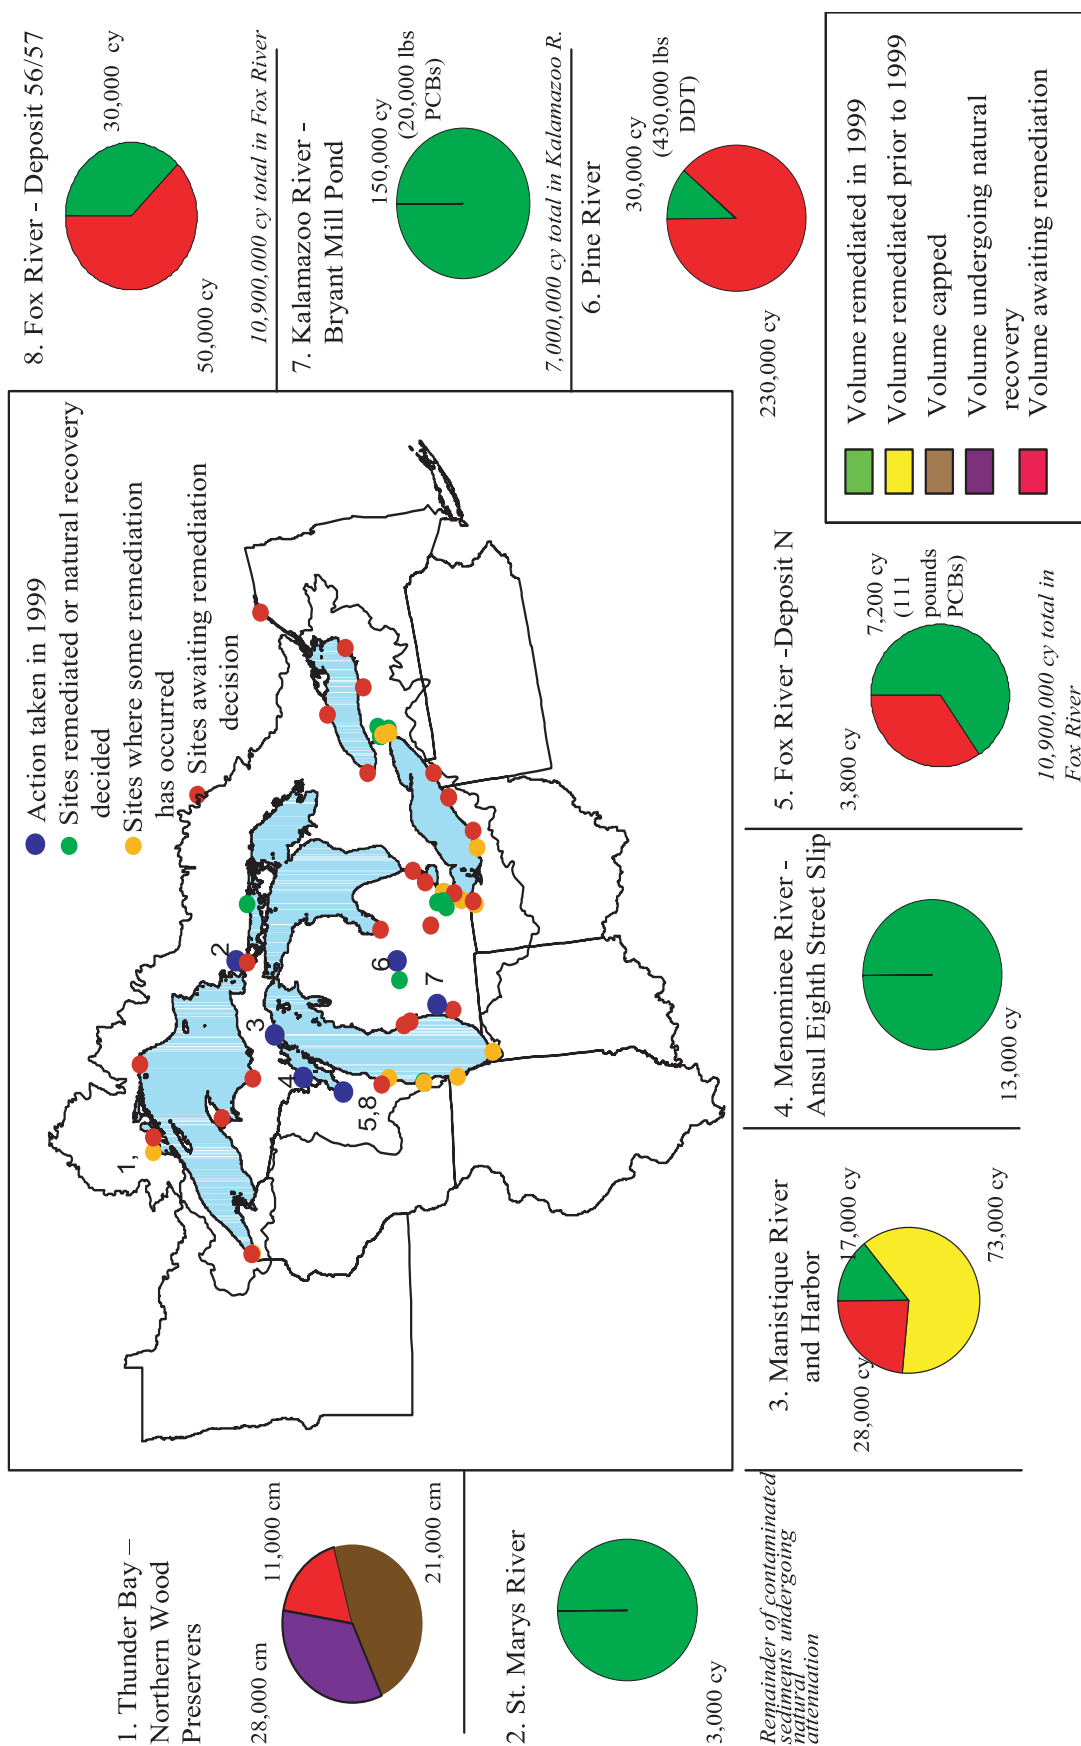 1. Thunder Bay –
Northern Wood
Preservers
28,000 cm
11,000 cm
21,000 cm
2. St. Marys River
3,000 cy
Remainder of contaminated
sediments undergoing
natural
attenuation
Action taken in 1999
Sites remediated or natural recovery
decided
Sites where some remediation
has occurred
Sites awaiting remediation
decision
1,
2
3
4
5,8
6
7
8. Fox River - Deposit 56/57
30,000 cy
50,000 cy
10,900,000 cy total in Fox River
7. Kalamazoo River -
Bryant Mill Pond
150,000 cy
(20,000 lbs
PCBs)
7,000,000 cy total in Kalamazoo R.
6. Pine River
30,000 cy
(430,000 lbs
DDT)
230,000 cy
3. Manistique River
and Harbor
28,000 cy
17,000 cy
73,000 cy
4. Menominee River -
Ansul Eighth Street Slip
13,000 cy
5. Fox River -Deposit N
3,800 cy
7,200 cy
(111
pounds
PCBs)
10,900,000 cy total in
Fox River
Volume remediated in 1999
Volume remediated prior to 1999
Volume capped
Volume undergoing natural
recovery
Volume awaiting remediation